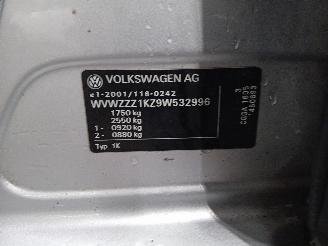 VOLKSWAGEN AG
e1-2001/116-0242
WVWZZZ1KZ9W532996
1750 kg
2550 kg
1- 0920 kg
2- 0880 kg
Typ 1K
3